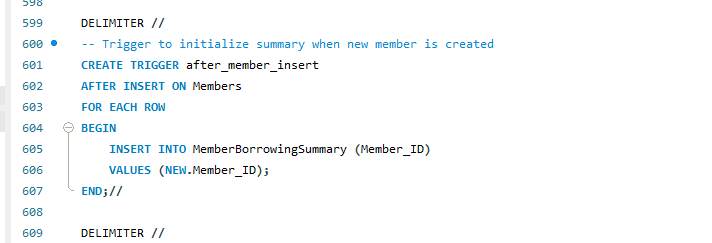 598
599 DELIMITER //
600 -- Trigger to initialize summary when new member is created
601 CREATE TRIGGER after_member_insert
602 AFTER INSERT ON Members
603 FOR EACH ROW
604 BEGIN
605 INSERT INTO MemberBorrowingSummary (Member_ID)
606 VALUES (NEW.Member_ID);
607 END;//
608
609 DELIMITER //